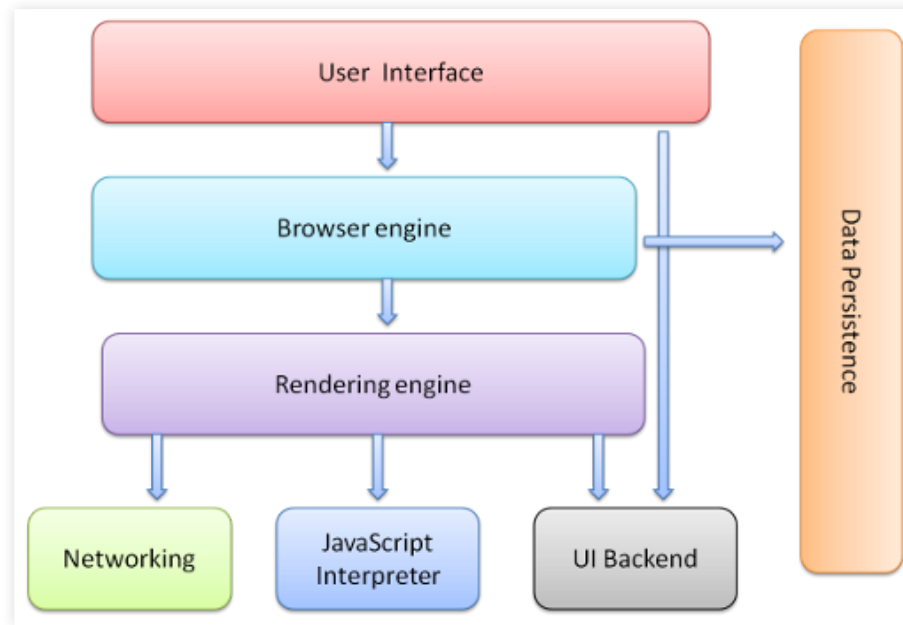 User Interface
Browser engine
Data Persistence
Rendering engine
Networking
JavaScript
Interpreter
UI Backend